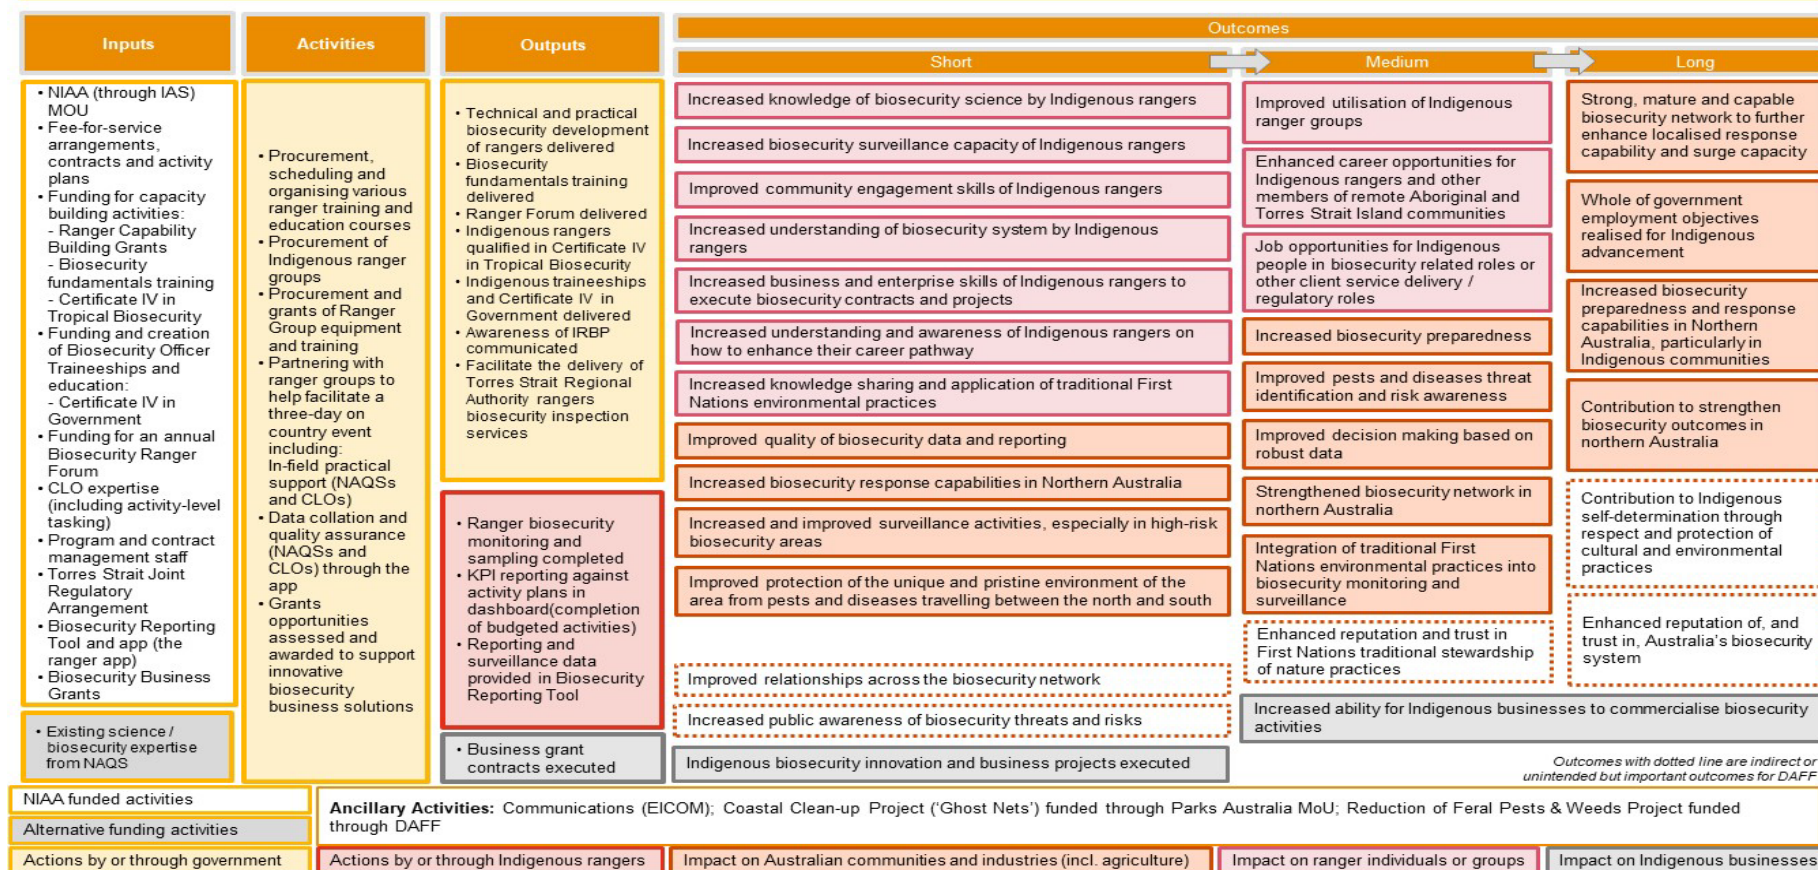 Inputs
Activities
Outputs
Outcomes
Short
Medium
Long
• NIAA (through IAS)
MOU
• Fee-for-service
arrangements,
contracts and activity
plans
• Funding for capacity
building activities:
- Ranger Capability
Building Grants
- Biosecurity
fundamentals training
- Certificate IV in
Tropical Biosecurity
• Funding and creation
of Biosecurity Officer
Traineeships and
education:
- Certificate IV in
Government
• Funding for an annual
Biosecurity Ranger
Forum
• CLO expertise
(including activity-level
tasking)
• Program and contract
management staff
• Torres Strait Joint
Regulatory
Arrangement
• Biosecurity Reporting
Tool and app (the
ranger app)
• Biosecurity Business
Grants
• Existing science /
biosecurity expertise
from NAQS
• Procurement,
scheduling and
organising various
ranger training and
education courses
• Procurement of
Indigenous ranger
groups
• Procurement and
grants of Ranger
Group equipment
and training
• Partnering with
ranger groups to
help facilitate a
three-day on
country event
including:
In-field practical
support (NAQSs
and CLOs)
• Data collation and
quality assurance
(NAQSs and
CLOs) through the
app
• Grants
opportunities
assessed and
awarded to support
innovative
biosecurity
business solutions
• Technical and practical
biosecurity development
of rangers delivered
• Biosecurity
fundamentals training
delivered
• Ranger Forum delivered
• Indigenous rangers
qualified in Certificate IV
in Tropical Biosecurity
• Indigenous traineeships
and Certificate IV in
Government delivered
• Awareness of IRBP
communicated
• Facilitate the delivery of
Torres Strait Regional
Authority rangers
biosecurity inspection
services
• Ranger biosecurity
monitoring and
sampling completed
• KPI reporting against
activity plans in
dashboard(completion
of budgeted activities)
• Reporting and
surveillance data
provided in Biosecurity
Reporting Tool
• Business grant
contracts executed
Increased knowledge of biosecurity science by Indigenous rangers
Increased biosecurity surveillance capacity of Indigenous rangers
Improved community engagement skills of Indigenous rangers
Increased understanding of biosecurity system by Indigenous
rangers
Increased business and enterprise skills of Indigenous rangers to
execute biosecurity contracts and projects
Increased understanding and awareness of Indigenous rangers on
how to enhance their career pathway
Increased knowledge sharing and application of traditional First
Nations environmental practices
Improved quality of biosecurity data and reporting
Increased biosecurity response capabilities in Northern Australia
Increased and improved surveillance activities, especially in high-risk
biosecurity areas
Improved protection of the unique and pristine environment of the
area from pests and diseases travelling between the north and south
Improved relationships across the biosecurity network
Increased public awareness of biosecurity threats and risks
Indigenous biosecurity innovation and business projects executed
Improved utilisation of Indigenous
ranger groups
Enhanced career opportunities for
Indigenous rangers and other
members of remote Aboriginal and
Torres Strait Island communities
Job opportunities for Indigenous
people in biosecurity related roles or
other client service delivery /
regulatory roles
Increased biosecurity preparedness
Improved pests and diseases threat
identification and risk awareness
Improved decision making based on
robust data
Strengthened biosecurity network in
northern Australia
Integration of traditional First
Nations environmental practices into
biosecurity monitoring and
surveillance
Enhanced reputation and trust in
First Nations traditional stewardship
of nature practices
Strong, mature and capable
biosecurity network to further
enhance localised response
capability and surge capacity
Whole of government
employment objectives
realised for Indigenous
advancement
Increased biosecurity
preparedness and response
capabilities in Northern
Australia, particularly in
Indigenous communities
Contribution to strengthen
biosecurity outcomes in
northern Australia
Contribution to Indigenous
self-determination through
respect and protection of
cultural and environmental
practices
Enhanced reputation of, and
trust in, Australia's biosecurity
system
Increased ability for Indigenous businesses to commercialise biosecurity
activities
Outcomes with dotted line are indirect or
unintended but important outcomes for DAFF
NIAA funded activities
Alternative funding activities
Ancillary Activities: Communications (EICOM); Coastal Clean-up Project ('Ghost Nets') funded through Parks Australia MoU; Reduction of Feral Pests & Weeds Project funded
through DAFF
Actions by or through government
Actions by or through Indigenous rangers
Impact on Australian communities and industries (incl. agriculture)
Impact on ranger individuals or groups
Impact on Indigenous businesses